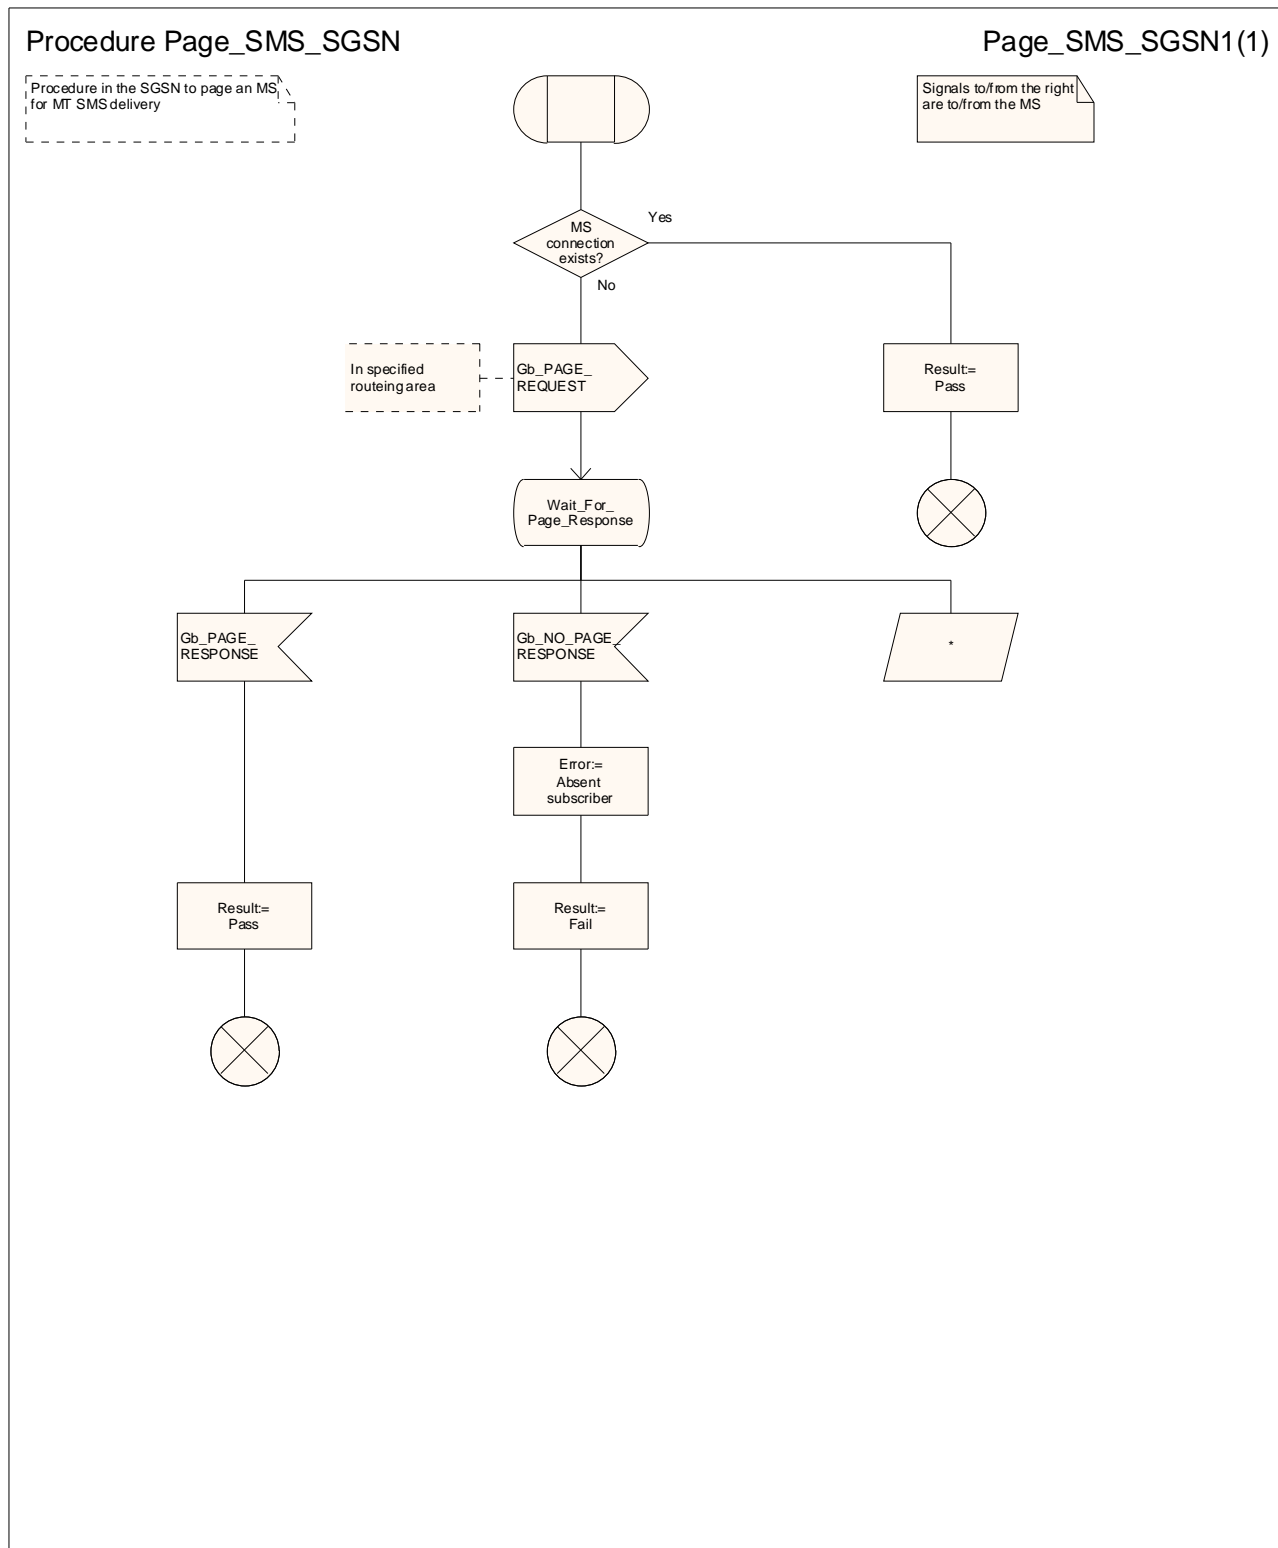 Procedure Page_SMS_SGSN
Page_SMS_SGSN1(1)
Procedure in the SGSN to page an MS
for MT SMS delivery
Signals to/from the right
are to/from the MS
MS
connection
exists?
Yes
No
In specified
routeing area
Gb_PAGE_
REQUEST
Result:=
Pass
Wait_For_
Page_Response
Gb_PAGE_
RESPONSE
Gb_NO_PAGE_
RESPONSE
*
Error:=
Absent
subscriber
Result:=
Pass
Result:=
Fail